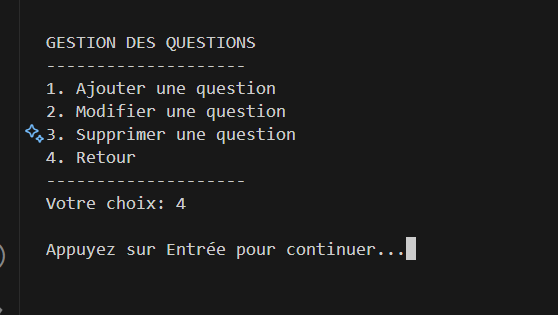 GESTION DES QUESTIONS
--------------------
1. Ajouter une question
2. Modifier une question
3. Supprimer une question
4. Retour
--------------------
Votre choix: 4
Appuyez sur Entrée pour continuer...